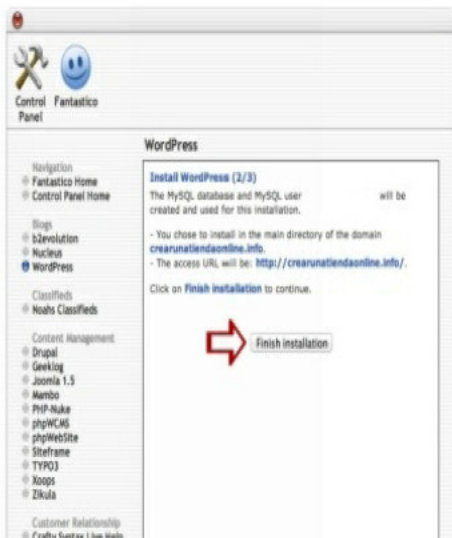 Control Panel
Fantastico
WordPress
Navigation
Fantastico Home
Control Panel Home
Blogs
b2evolution
Nucleus
WordPress
Classifieds
Noahs Classifieds
Content Management
Drupal
Geeklog
Joomla 1.5
Mambo
PHP-Nuke
phpWCMS
phpWebSite
Siteframe
TYPO3
Xoops
Zikula
Customer Relationship
Crafty Syntax Live Help
Install WordPress (2/3)
The MySQL database and MySQL user will be
created and used for this installation.
- You chose to install in the main directory of the domain
crearunatiendaonline.info.
- The access URL will be: http://crearunatiendaonline.info/.
Click on Finish installation to continue.
Finish installation